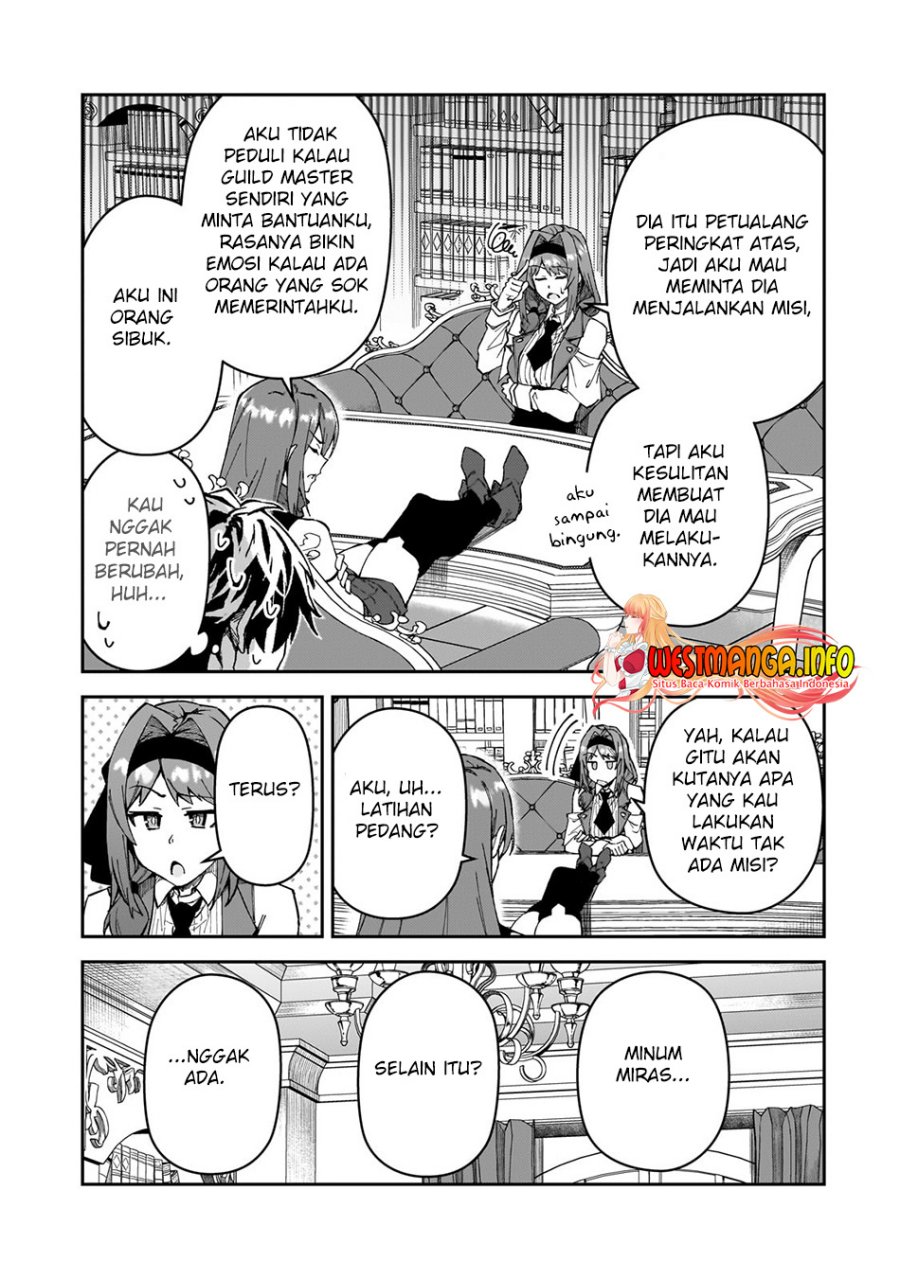 DIA ITU PETUALANG
PERINGKAT ATAS,
JADI AKU MAU
MEMINTA DIA
MENJALANKAN MISI,
TAPI AKU
KESULITAN
MEMBUAT
DIA MAU
MELAKU-
KANNYA.
aku
sampai
bingung.
AKU TIDAK
PEDULI KALAU
GUILD MASTER
SENDIRI YANG
MINTA BANTUANKU,
RASANYA BIKIN
EMOSI KALAU ADA
ORANG YANG SOK
MEMERINTAHKU.
AKU INI
ORANG
SIBUK.
KAU
NGGAK
PERNAH
BERUBAH,
HUH...
WESTMANGA.INFO
Situs Baca Komik Berbahasa Indonesia
YAH, KALAU
GITU AKAN
KUTANYA APA
YANG KAU
LAKUKAN
WAKTU TAK
ADA MISI?
AKU, UH...
LATIHAN
PEDANG?
TERUS?
MINUM
MIRAS...
SELAIN ITU?
...NGGAK
ADA.